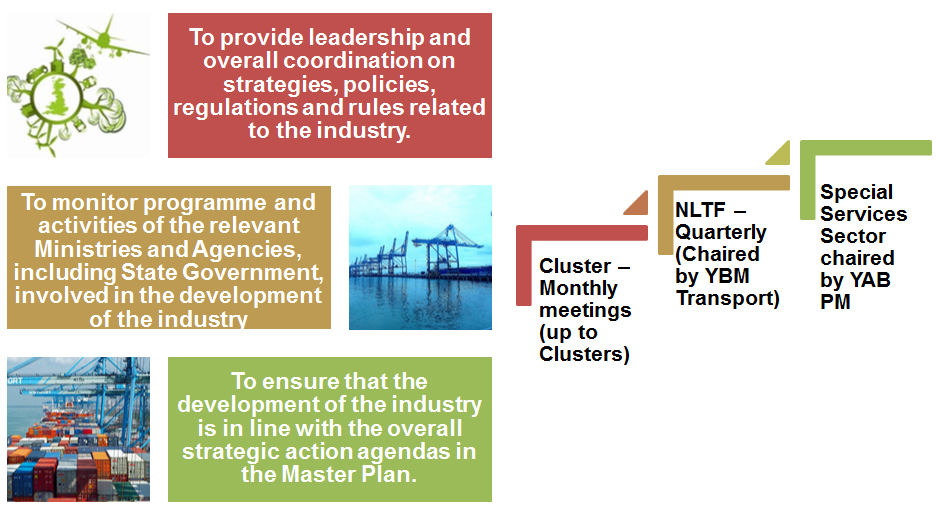 To provide leadership and
overall coordination on
strategies, policies,
regulations and rules related
to the industry.
To monitor programme and
activities of the relevant
Ministries and Agencies,
including State Government,
involved in the development
of the industry
To ensure that the
development of the industry
is in line with the overall
strategic action agendas in
the Master Plan.
Cluster –
Monthly
meetings
(up to
Clusters)
NLTF –
Quarterly
(Chaired
by YBM
Transport)
Special
Services
Sector
chaired
by YAB
PM